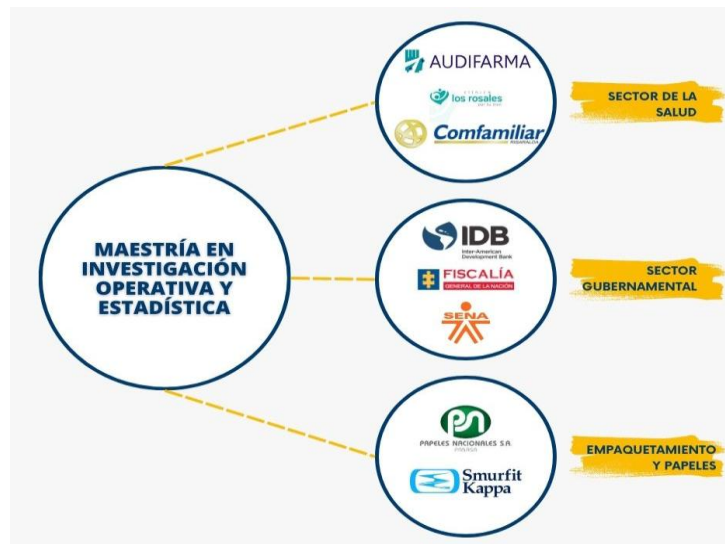 MAESTRÍA EN
INVESTIGACIÓN
OPERATIVA Y
ESTADÍSTICA
AUDIFARMA
los rosales
Comfamiliar
RISARALDA
SECTOR DE LA
SALUD
IDB
Inter-American
Development Bank
FISCALÍA
GENERAL DE LA NACIÓN
SENA
SECTOR
GUBERNAMENTAL
PAPELES NACIONALES S.A.
Smurfit
Kappa
EMPAQUETAMIENTO
Y PAPELES